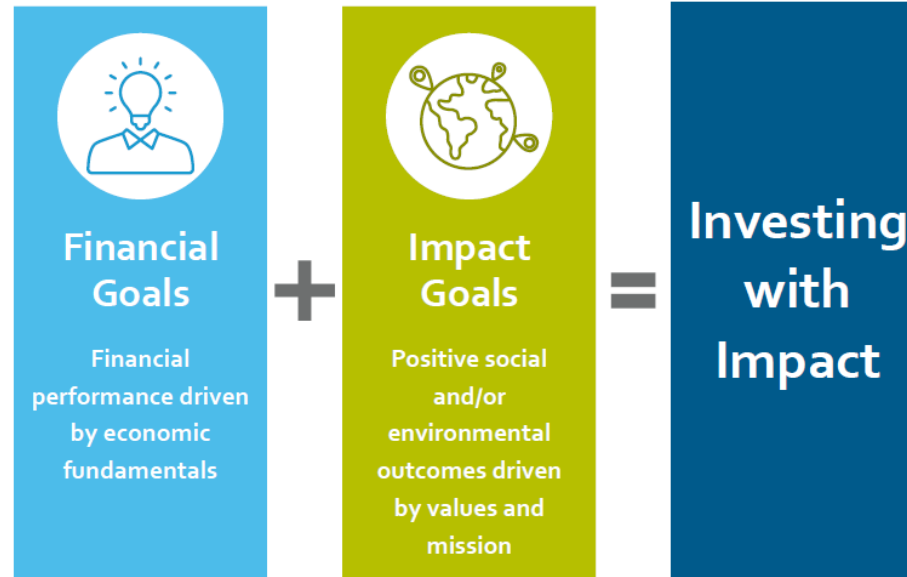 Financial
Goals
Financial
performance driven
by economic
fundamentals
+
Impact
Goals
Positive social
and/or
environmental
outcomes driven
by values and
mission
=
Investing
with
Impact